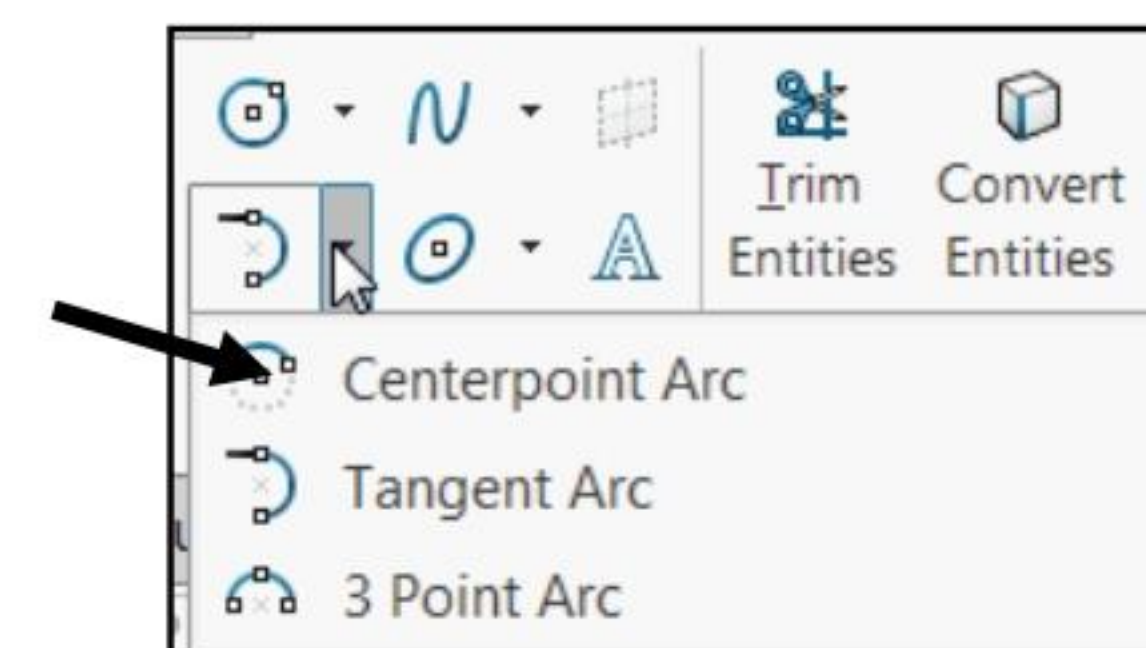 Trim
Entities
Convert
Entities
Centerpoint Arc
Tangent Arc
3 Point Arc